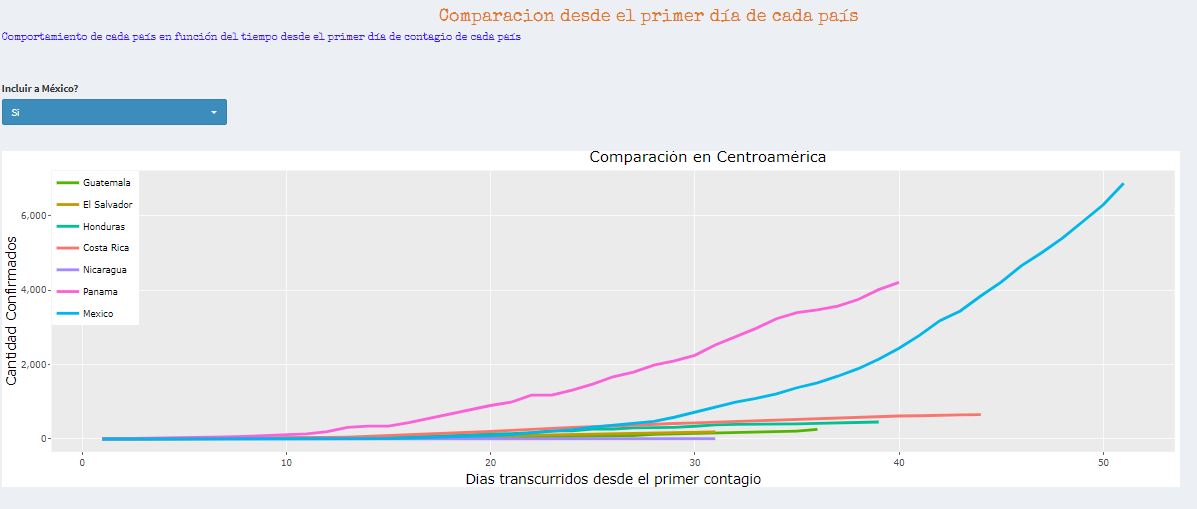 Comparacion desde el primer día de cada país
Comportamiento de cada país en función del tiempo desde el primer día de contagio de cada país
Incluir a México?
Si
Comparación en Centroamérica
Guatemala
El Salvador
Honduras
Costa Rica
Nicaragua
Panama
Mexico
Cantidad Confirmados
6,000
4,000
2,000
0
0 10 20 30 40 50
Dias transcurridos desde el primer contagio